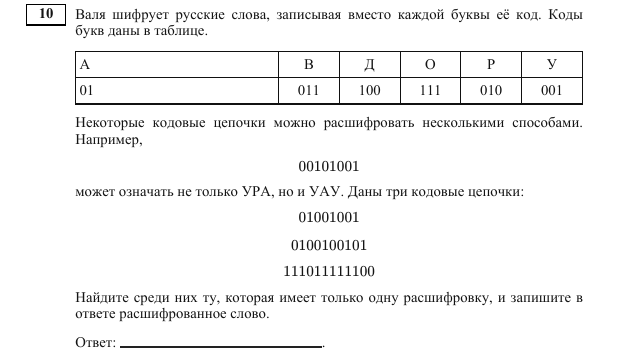 10
Валя шифрует русские слова, записывая вместо каждой буквы её код. Коды
букв даны в таблице.
А В Д О Р У
01 011 100 111 010 001
Некоторые кодовые цепочки можно расшифровать несколькими способами.
Например,
00101001
может означать не только УРА, но и УАУ. Даны три кодовые цепочки:
01001001
0100100101
111011111100
Найдите среди них ту, которая имеет только одну расшифровку, и запишите в
ответе расшифрованное слово.
Ответ: .